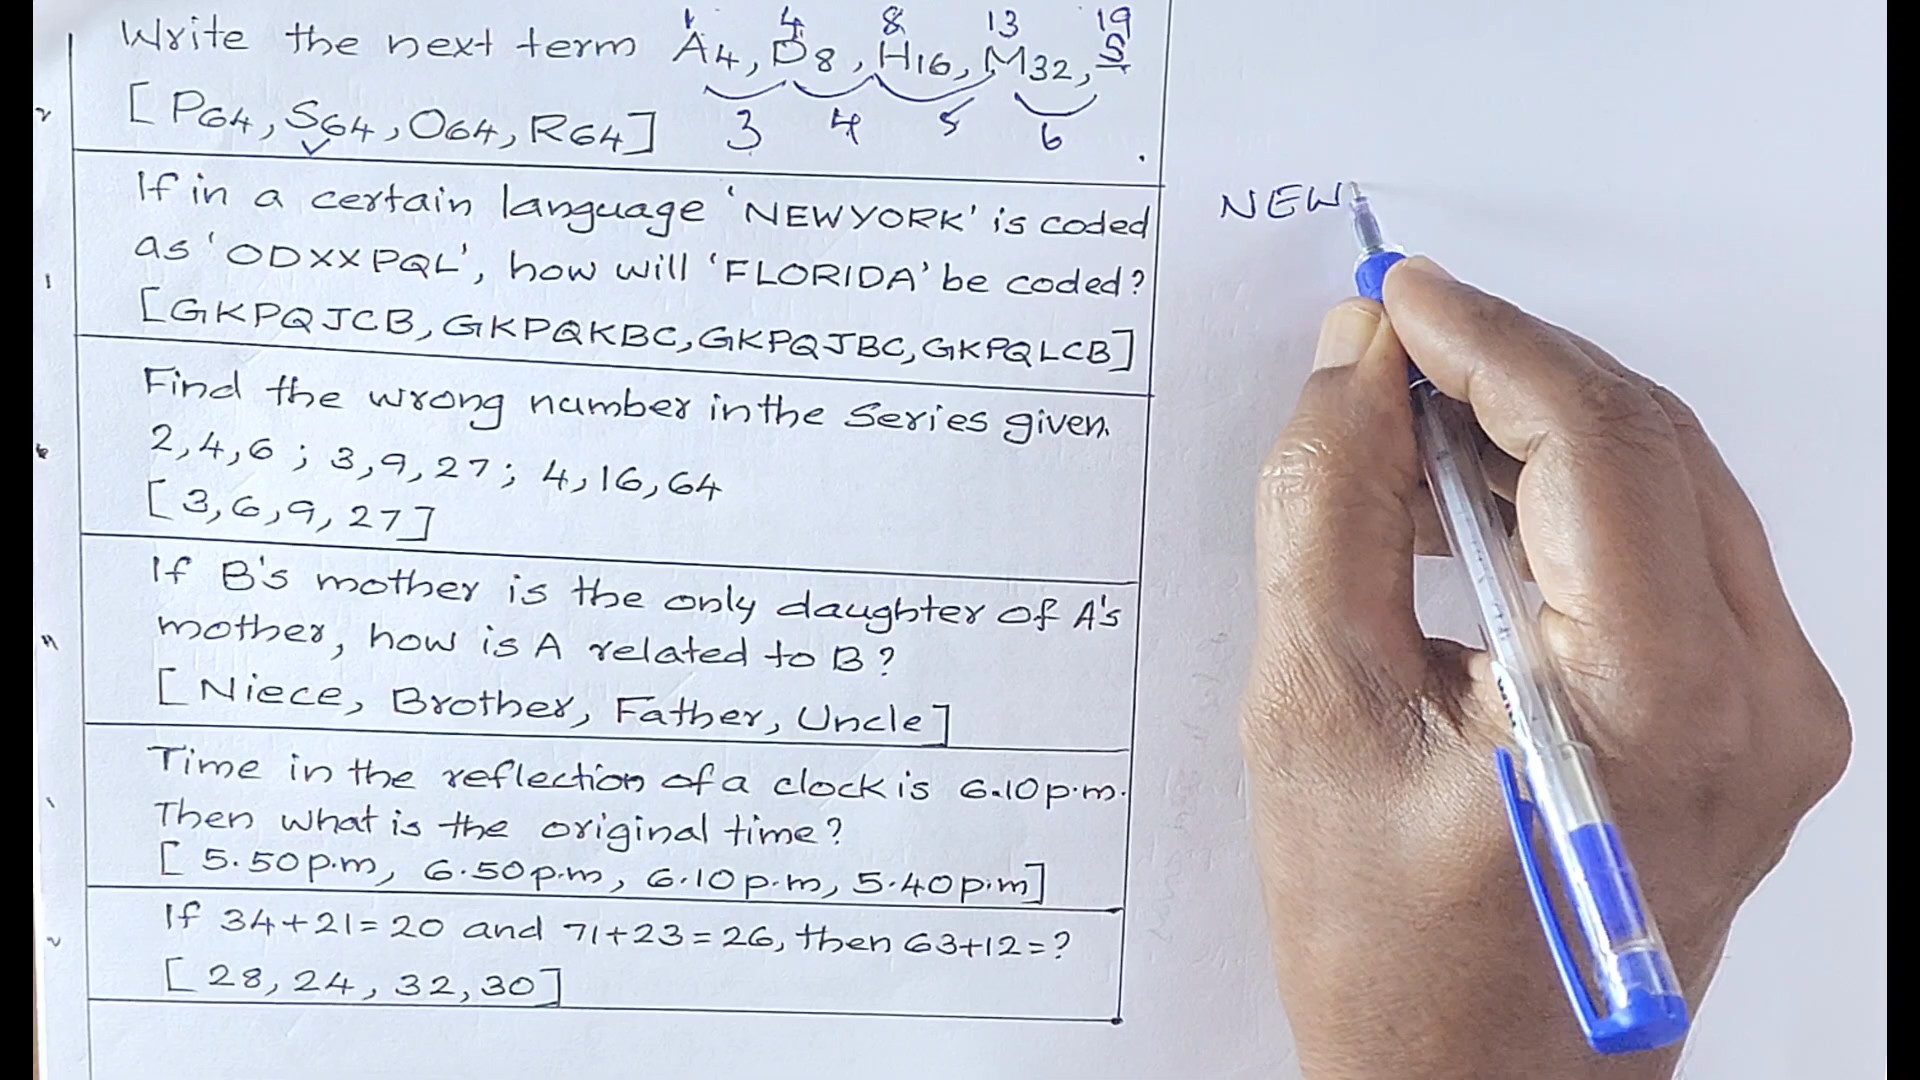 1 4 8 13 19
Write the next term A4, D8, H16, M32, S
[P64, S64, O64, R64] 3 4 5 6
If in a certain language 'NEWYORK' is coded
as 'ODXXPQL', how will 'FLORIDA' be coded?
[GKPQJCB, GKPQKBC, GKPQJBC, GKPQLCB]
NEW
Find the wrong number in the series given.
2,4,6 ; 3,9,27; 4,16,64
[3,6,9,27]
If B's mother is the only daughter of A's
mother, how is A related to B?
[Niece, Brother, Father, Uncle]
Time in the reflection of a clock is 6.10p.m.
Then what is the original time?
[5.50p.m, 6.50p.m, 6.10p.m, 5.40p.m]
If 34+21=20 and 71+23=26, then 63+12=?
[28, 24, 32, 30]